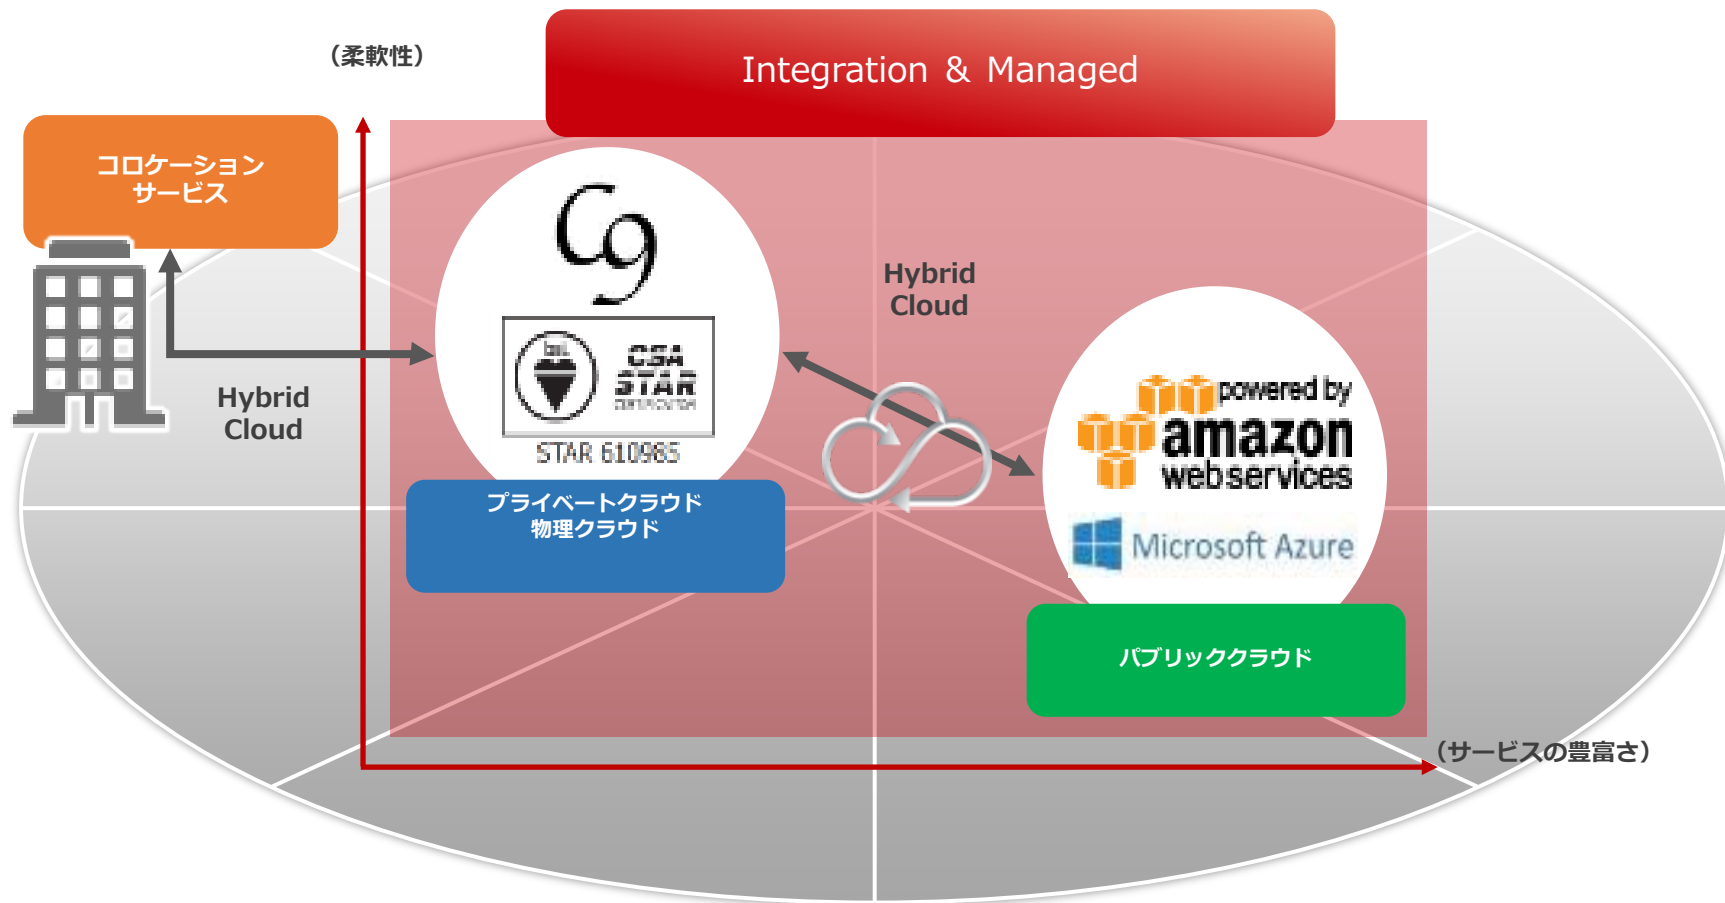 （柔軟性）
Integration ＆ Managed
コロケーション
サービス
Hybrid
Cloud
CSA
STAR
STAR 610985
プライベートクラウド
物理クラウド
Hybrid
Cloud
powered by
amazon
webservices
Microsoft Azure
パブリッククラウド
（サービスの豊富さ）